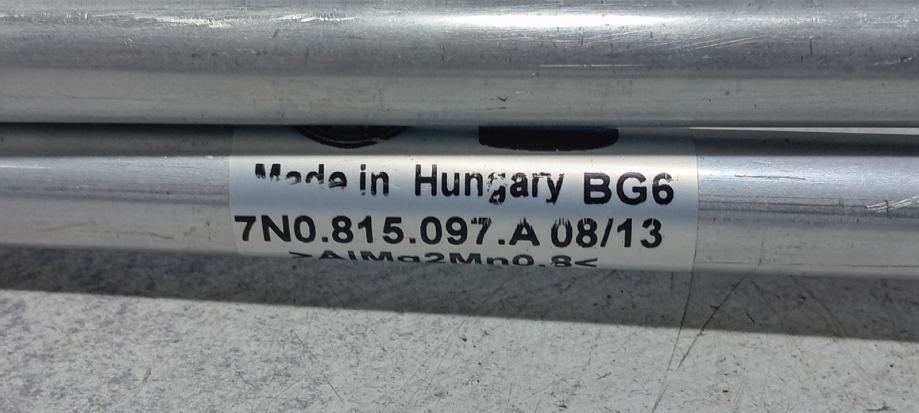 Made in Hungary BG6
7N0.815.097.A 08/13
>AlMg2Mn0.8<